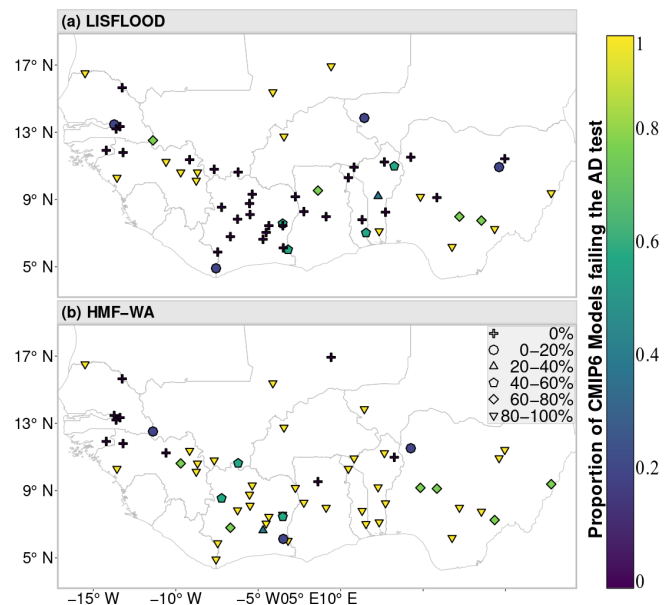 (a) LISFLOOD
17° N
13° N
9° N
5° N
(b) HMF−WA
17° N
13° N
9° N
5° N
0%
0−20%
20−40%
40−60%
60−80%
80−100%
−15° W
−10° W
−5° W
05° E
10° E
1
0.8
0.6
0.4
0.2
0
Proportion of CMIP6 Models failing the AD test